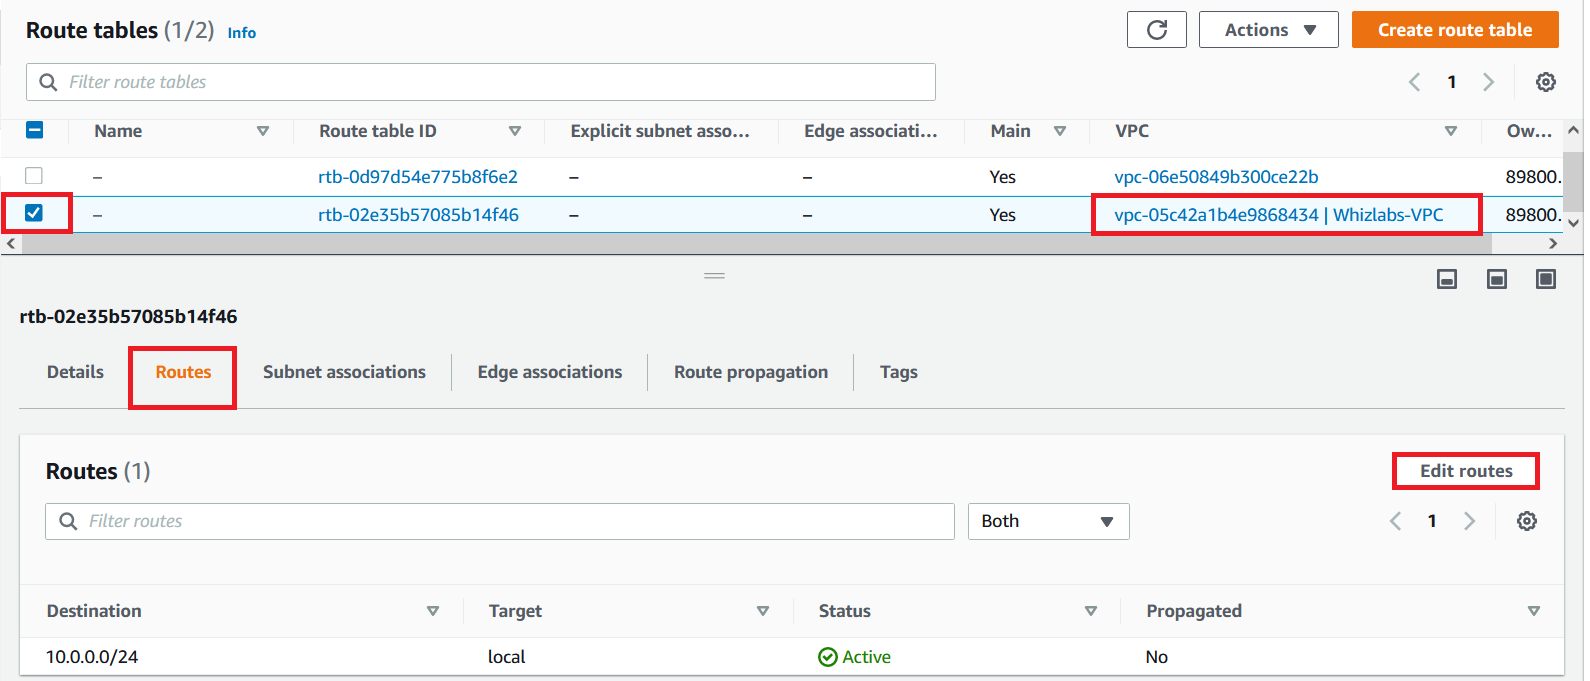 Route tables (1/2) Info Actions Create route table
Filter route tables 1
Name Route table ID Explicit subnet asso... Edge associati... Main VPC Ow...
– rtb-0d97d54e775b8f6e2 – – Yes vpc-06e50849b300ce22b 89800.
– rtb-02e35b57085b14f46 – – Yes vpc-05c42a1b4e9868434 | Whizlabs-VPC 89800.
rtb-02e35b57085b14f46
Details Routes Subnet associations Edge associations Route propagation Tags
Routes (1) Edit routes
Filter routes Both 1
Destination Target Status Propagated
10.0.0.0/24 local Active No